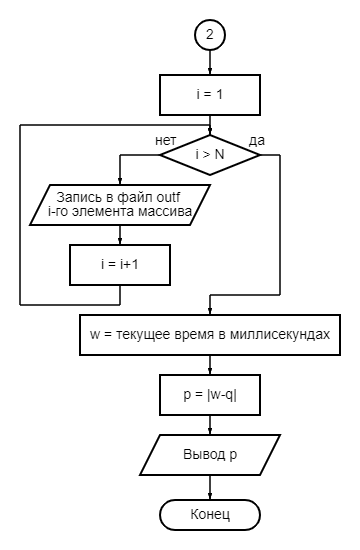 2
i = 1
нет
да
i > N
Запись в файл outf
i-го элемента массива
i = i+1
w = текущее время в миллисекундах
p = |w-q|
Вывод p
Конец